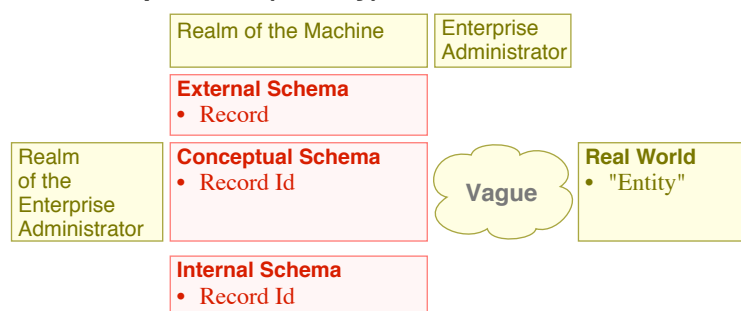 Realm of the Machine
Enterprise
Administrator
External Schema
• Record
Realm
of the
Enterprise
Administrator
Conceptual Schema
• Record Id
Vague
Real World
• "Entity"
Internal Schema
• Record Id